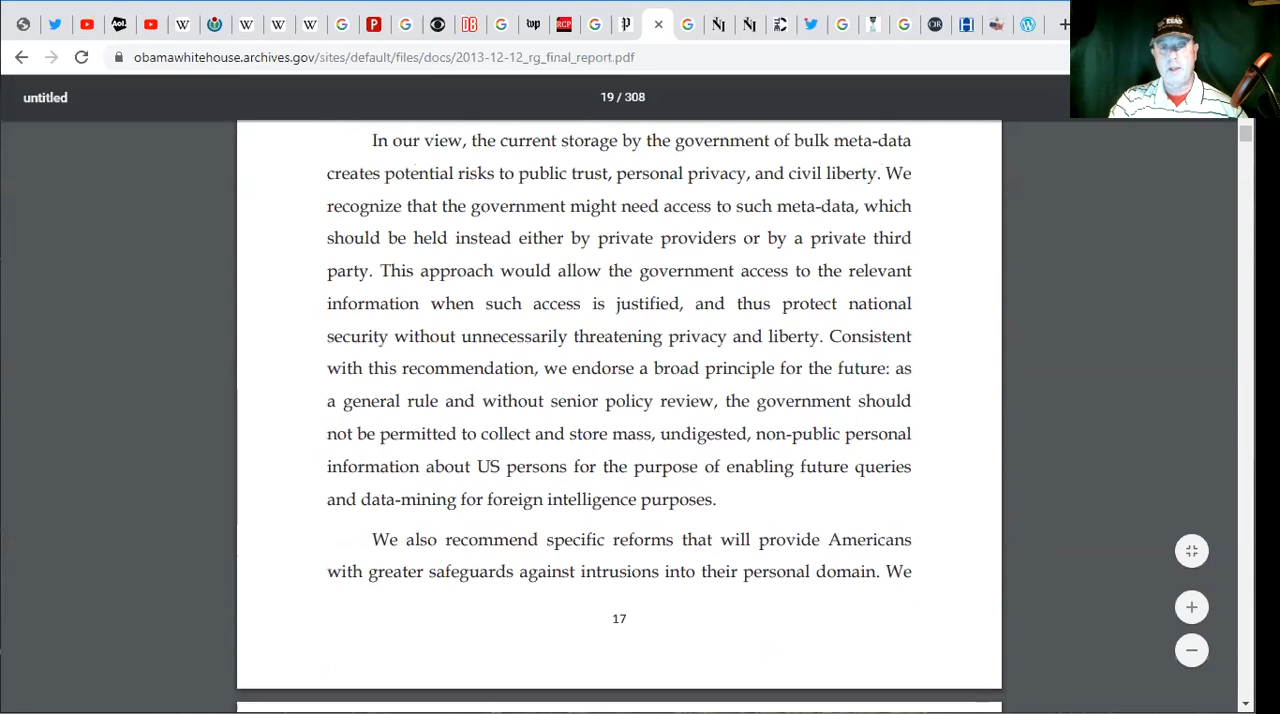 obamawhitehouse.archives.gov/sites/default/files/docs/2013-12-12_rg_final_report.pdf
untitled
19 / 308
In our view, the current storage by the government of bulk meta-data
creates potential risks to public trust, personal privacy, and civil liberty. We
recognize that the government might need access to such meta-data, which
should be held instead either by private providers or by a private third
party. This approach would allow the government access to the relevant
information when such access is justified, and thus protect national
security without unnecessarily threatening privacy and liberty. Consistent
with this recommendation, we endorse a broad principle for the future: as
a general rule and without senior policy review, the government should
not be permitted to collect and store mass, undigested, non-public personal
information about US persons for the purpose of enabling future queries
and data-mining for foreign intelligence purposes.
We also recommend specific reforms that will provide Americans
with greater safeguards against intrusions into their personal domain. We
17